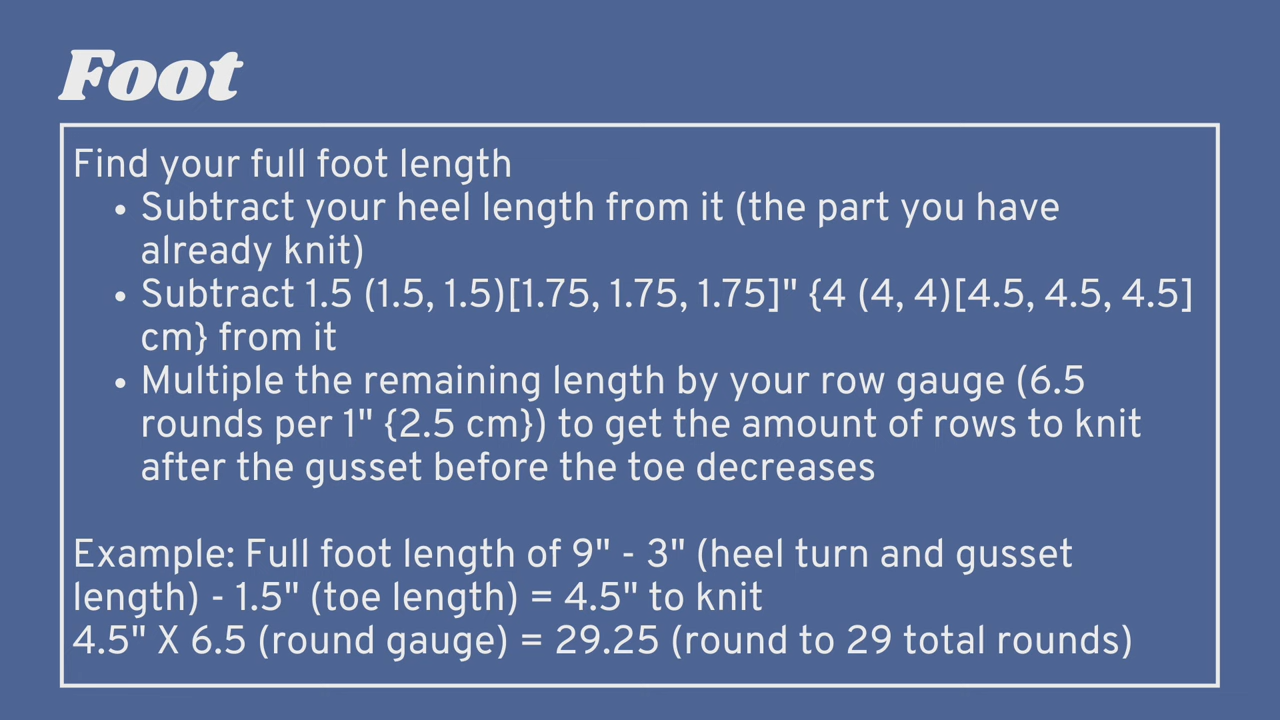 Foot
Find your full foot length
• Subtract your heel length from it (the part you have
already knit)
• Subtract 1.5 (1.5, 1.5)[1.75, 1.75, 1.75]" {4 (4, 4)[4.5, 4.5, 4.5]
cm} from it
• Multiple the remaining length by your row gauge (6.5
rounds per 1" {2.5 cm}) to get the amount of rows to knit
after the gusset before the toe decreases
Example: Full foot length of 9" - 3" (heel turn and gusset
length) - 1.5" (toe length) = 4.5" to knit
4.5" X 6.5 (round gauge) = 29.25 (round to 29 total rounds)